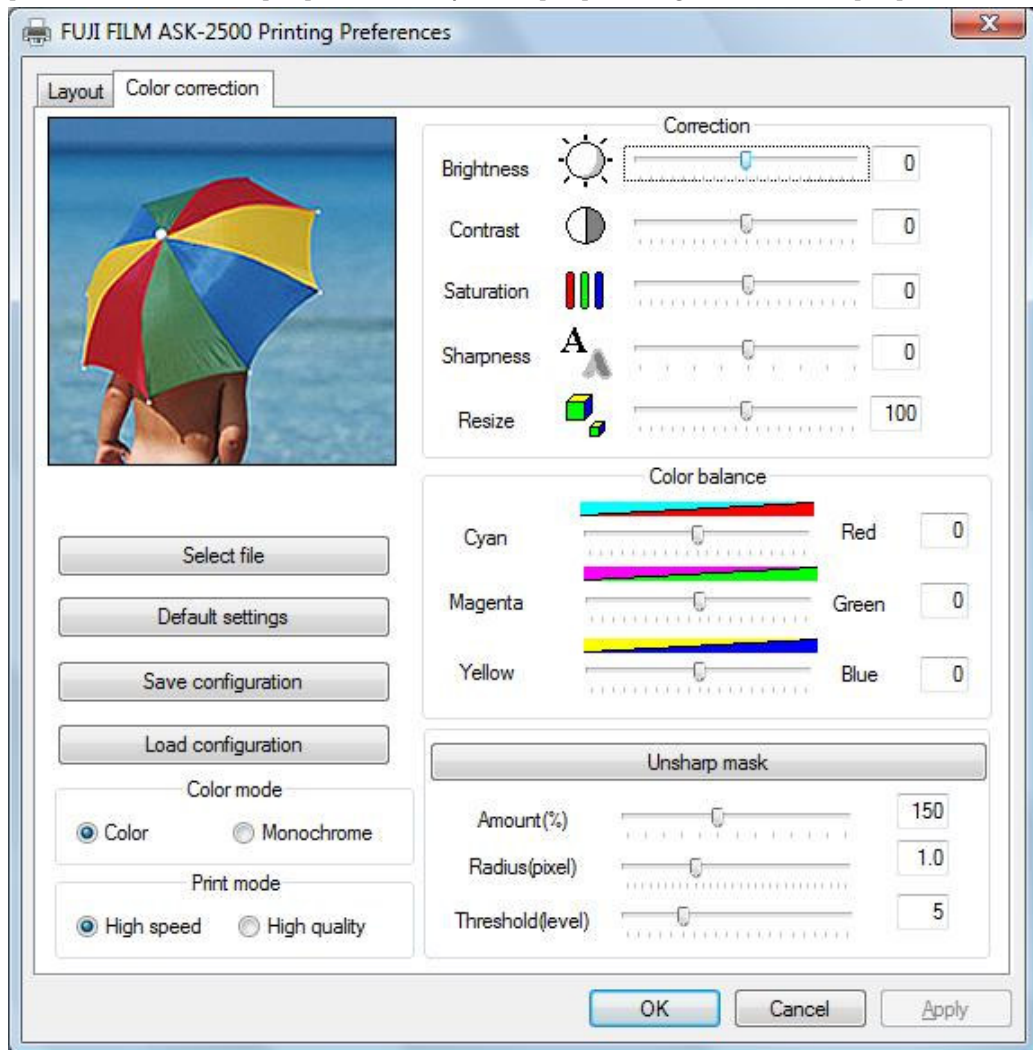 FUJI FILM ASK-2500 Printing Preferences
Layout Color correction
Correction
Brightness 0
Contrast 0
Saturation 0
Sharpness A A 0
Resize 100
Color balance
Cyan Red 0
Magenta Green 0
Yellow Blue 0
Select file
Default settings
Save configuration
Load configuration
Color mode
Color Monochrome
Print mode
High speed High quality
Unsharp mask
Amount(%) 150
Radius(pixel) 1.0
Threshold(level) 5
OK Cancel Apply